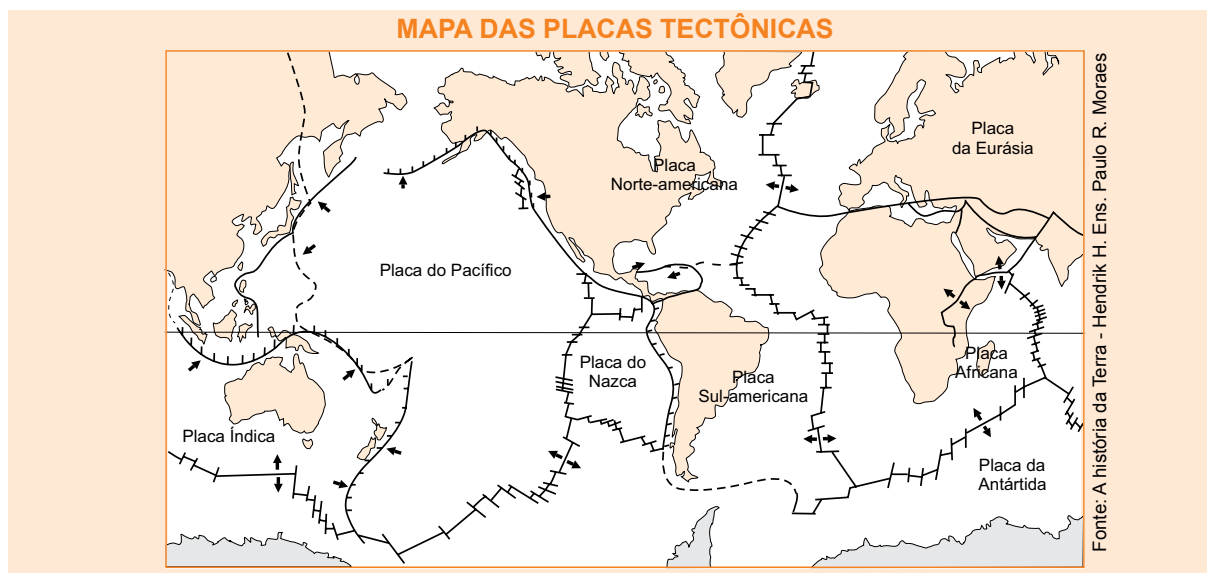 MAPA DAS PLACAS TECTÔNICAS
Placa
da Eurásia
Placa
Norte-americana
Placa do Pacífico
Placa do
Nazca
Placa
Sul-americana
Placa
Africana
Placa Índica
Placa da
Antártida
Fonte: A história da Terra - Hendrik H. Ens. Paulo R. Moraes